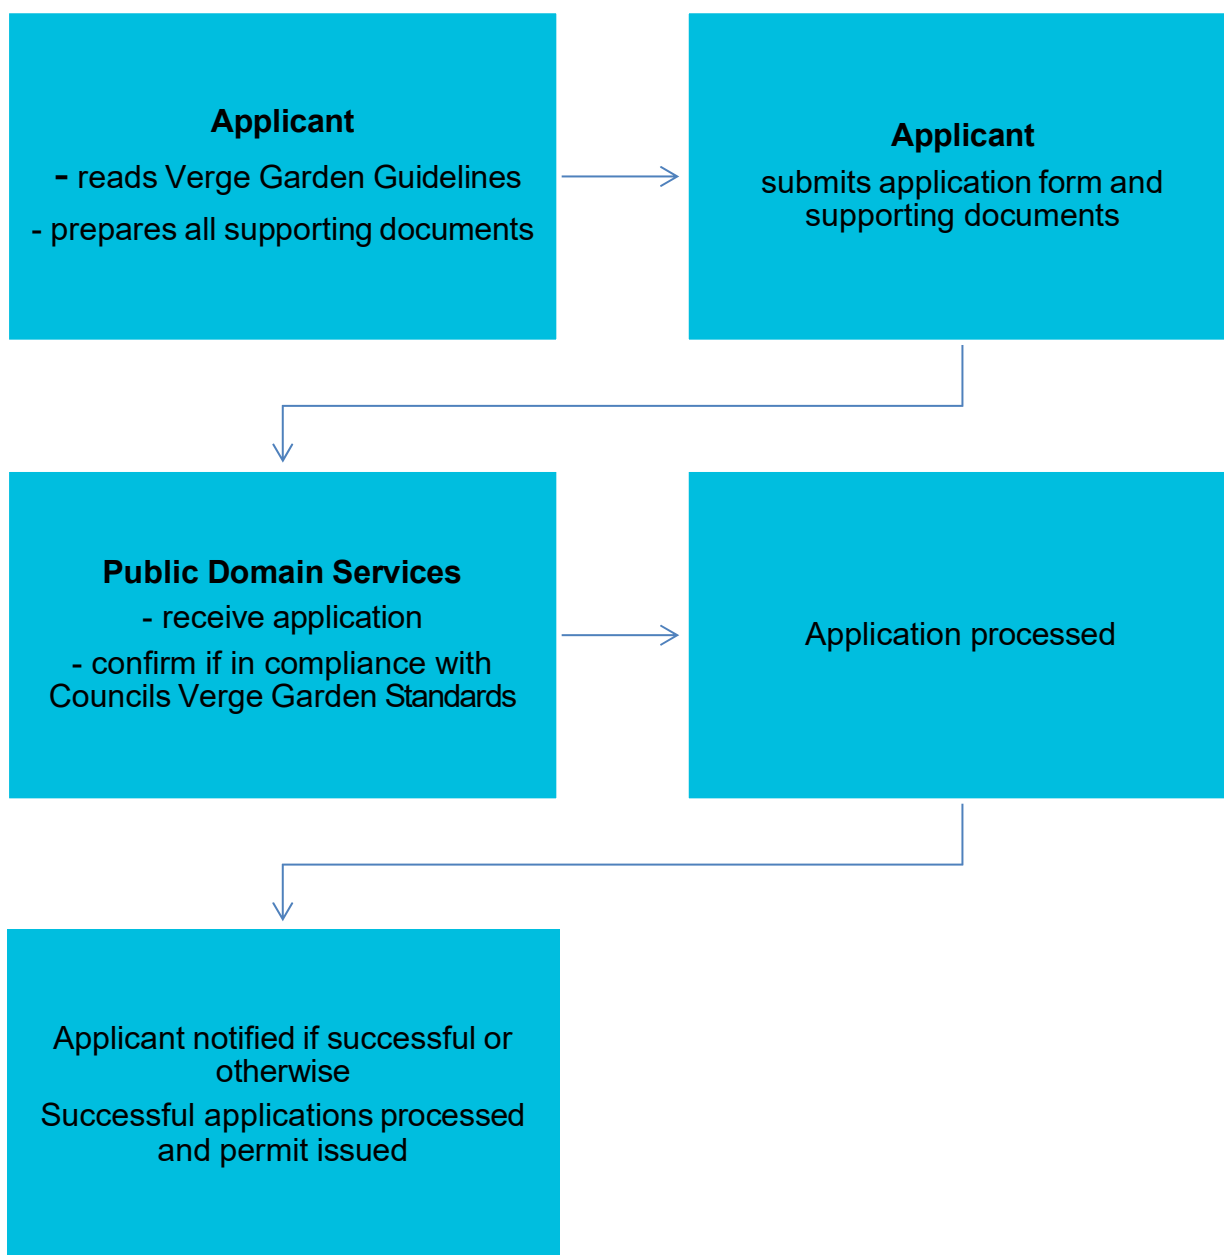 Applicant
- reads Verge Garden Guidelines
- prepares all supporting documents
Applicant
submits application form and
supporting documents
Public Domain Services
- receive application
- confirm if in compliance with
Councils Verge Garden Standards
Application processed
Applicant notified if successful or
otherwise
Successful applications processed
and permit issued